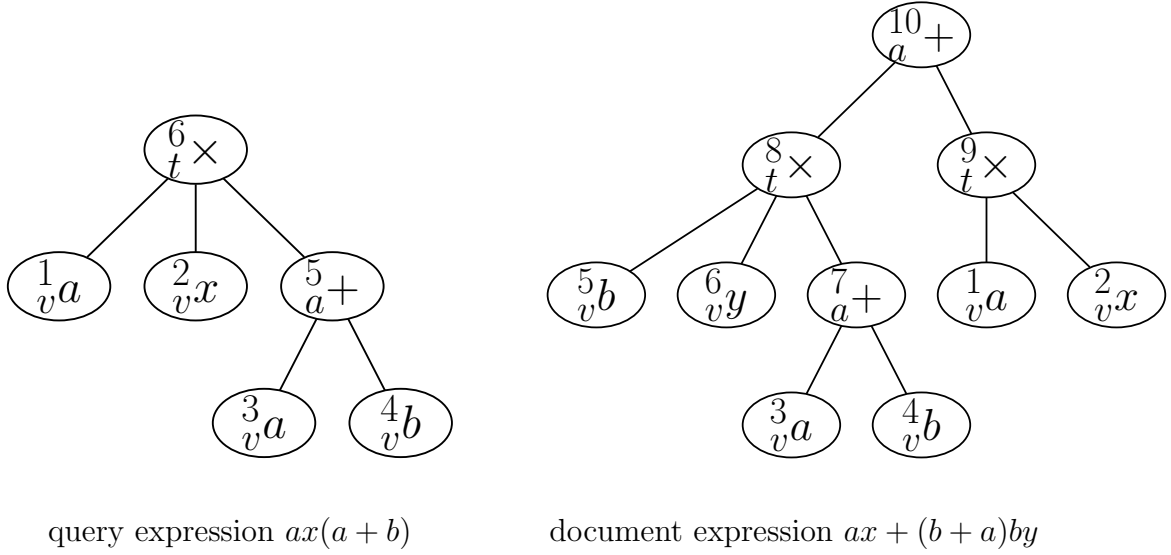 10 a +
6 t ×
8 t ×
9 t ×
1 v a
2 v x
5 a +
5 v b
6 v y
7 a +
1 v a
2 v x
3 v a
4 v b
3 v a
4 v b
query expression ax(a + b)
document expression ax + (b + a)by